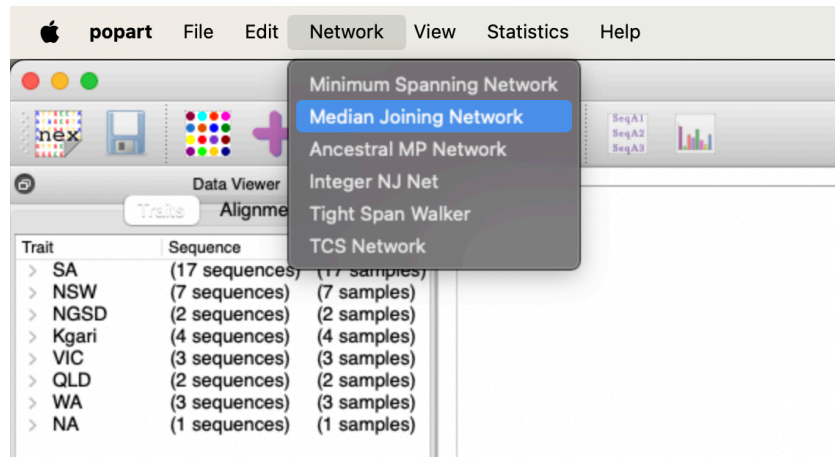 popart File Edit Network View Statistics Help
Minimum Spanning Network
Median Joining Network
Ancestral MP Network
Integer NJ Net
Tight Span Walker
TCS Network
nex
SeqA1
SeqA2
SeqA3
Data Viewer
Traits Alignme
Trait Sequence
SA (17 sequences) (17 samples)
NSW (7 sequences) (7 samples)
NGSD (2 sequences) (2 samples)
Kgari (4 sequences) (4 samples)
VIC (3 sequences) (3 samples)
QLD (2 sequences) (2 samples)
WA (3 sequences) (3 samples)
NA (1 sequences) (1 samples)